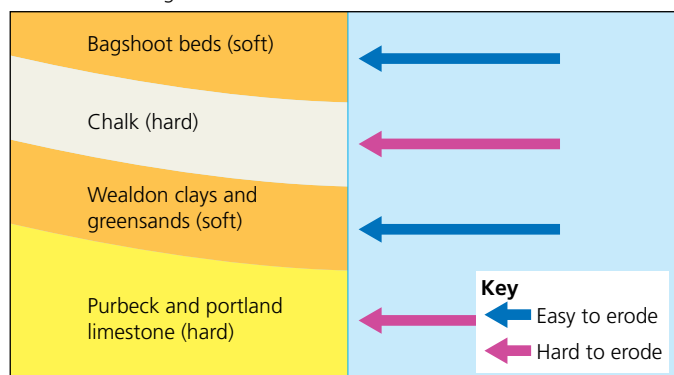 Bagshoot beds (soft)
Chalk (hard)
Wealdon clays and
greensands (soft)
Purbeck and portland
limestone (hard)
Key
Easy to erode
Hard to erode